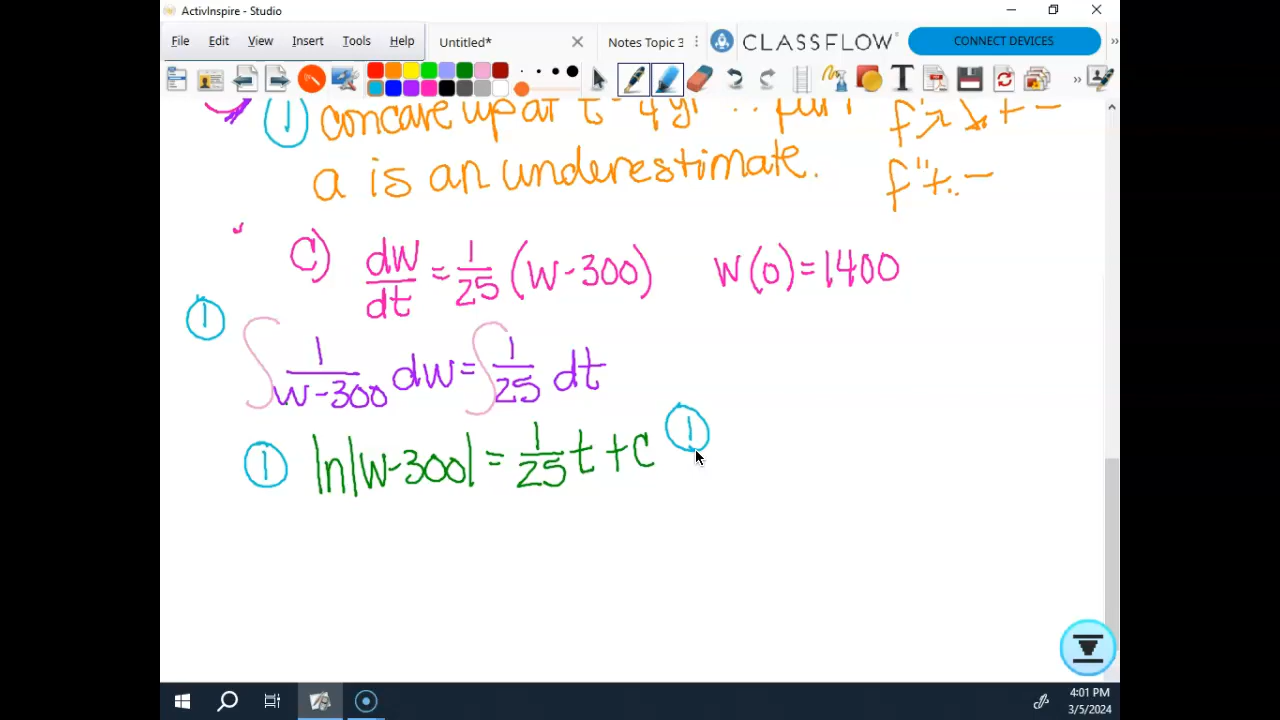 ActivInspire - Studio
File Edit View Insert Tools Help Untitled* Notes Topic 3 CLASSFLOW CONNECT DEVICES
① concave up at t
a is an underestimate. f'' + -
c) dW/dt = 1/25 (W-300) W(0) = 1400
①
∫ 1/(W-300) dW = ∫ 1/25 dt
① ln|W-300| = 1/25 t + C ①
4:01 PM
3/5/2024